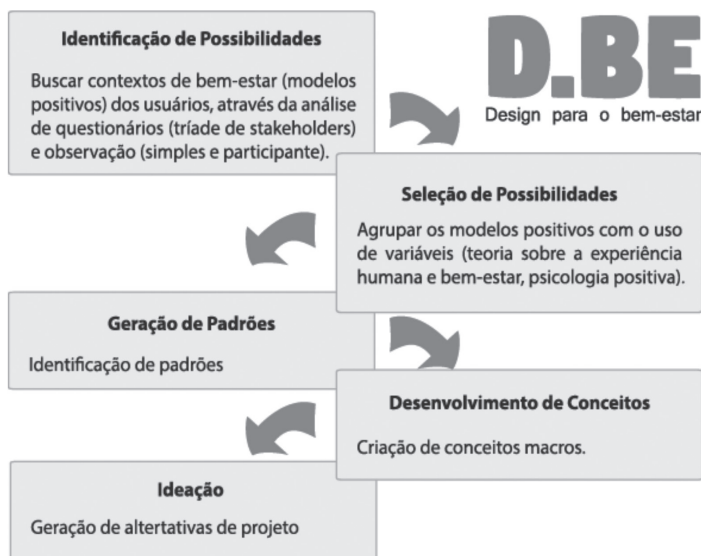 Identificação de Possibilidades
Buscar contextos de bem-estar (modelos
positivos) dos usuários, através da análise
de questionários (tríade de stakeholders)
e observação (simples e participante).
D.BE
Design para o bem-estar
Seleção de Possibilidades
Agrupar os modelos positivos com o uso
de variáveis (teoria sobre a experiência
humana e bem-estar, psicologia positiva).
Geração de Padrões
Identificação de padrões
Desenvolvimento de Conceitos
Criação de conceitos macros.
Ideação
Geração de altertativas de projeto